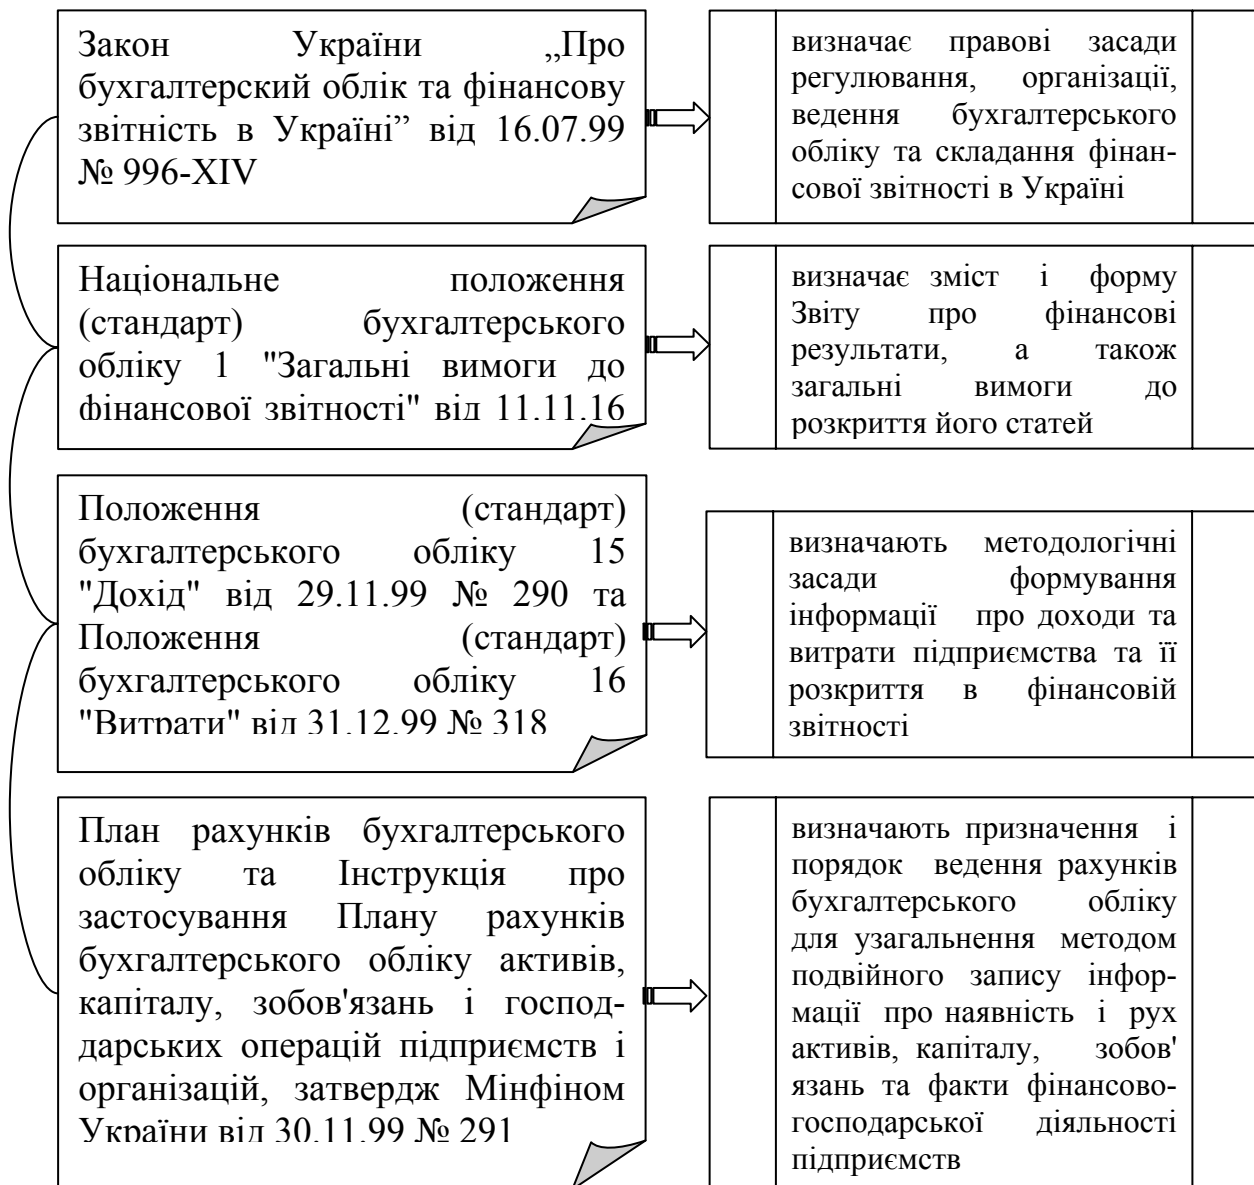 Закон України „Про
бухгалтерский облік та фінансову
звітність в Україні” від 16.07.99
№ 996-XIV
визначає правові засади
регулювання, організації,
ведення бухгалтерського
обліку та складання фінан-
сової звітності в Україні
Національне положення
(стандарт) бухгалтерського
обліку 1 "Загальні вимоги до
фінансової звітності" від 11.11.16
визначає зміст і форму
Звіту про фінансові
результати, а також
загальні вимоги до
розкриття його статей
Положення (стандарт)
бухгалтерського обліку 15
"Дохід" від 29.11.99 № 290 та
Положення (стандарт)
бухгалтерського обліку 16
"Витрати" від 31.12.99 № 318
визначають методологічні
засади формування
інформації про доходи та
витрати підприємства та її
розкриття в фінансовій
звітності
План рахунків бухгалтерського
обліку та Інструкція про
застосування Плану рахунків
бухгалтерського обліку активів,
капіталу, зобов'язань і господ-
дарських операцій підприємств і
організацій, затвердж Мінфіном
України від 30.11.99 № 291
визначають призначення і
порядок ведення рахунків
бухгалтерського обліку
для узагальнення методом
подвійного запису інфор-
мації про наявність і рух
активів, капіталу, зобов'
язань та факти фінансово-
господарської діяльності
підприємств